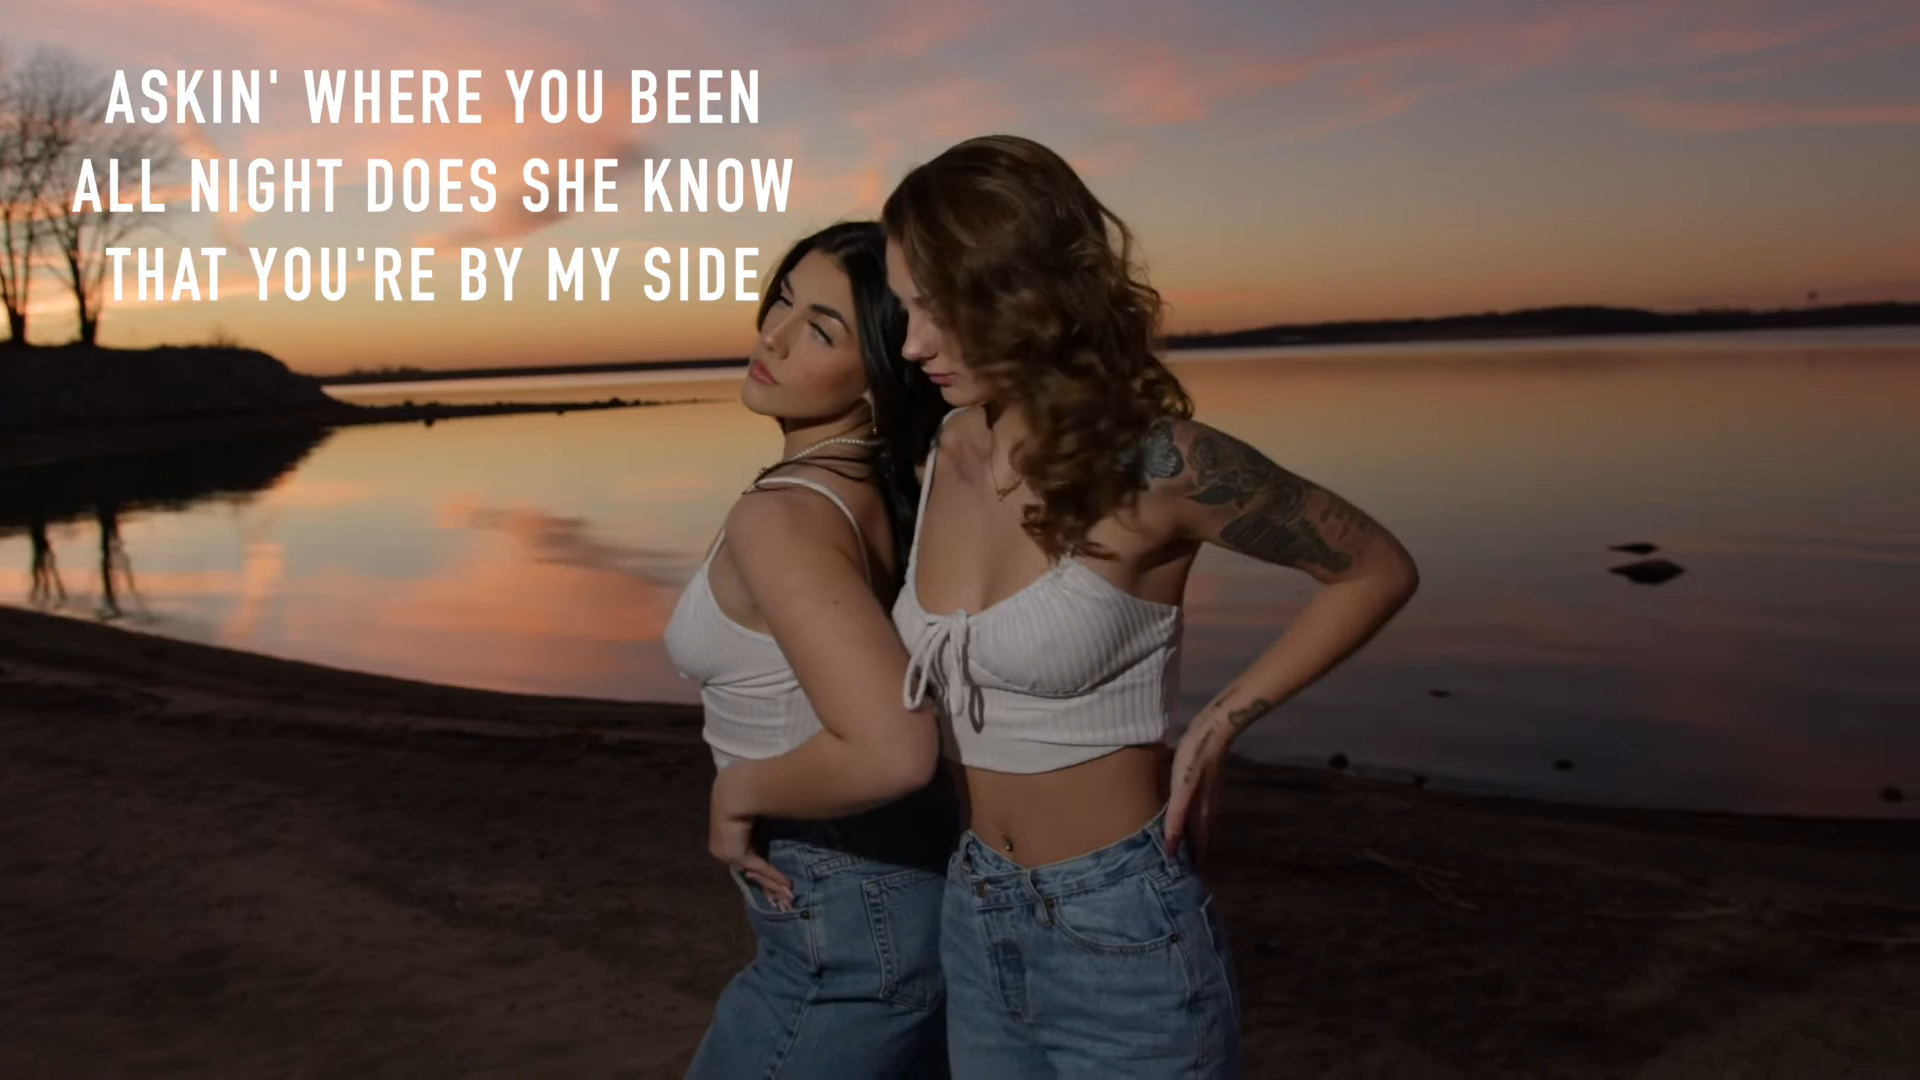 ASKIN' WHERE YOU BEEN
ALL NIGHT DOES SHE KNOW
THAT YOU'RE BY MY SIDE